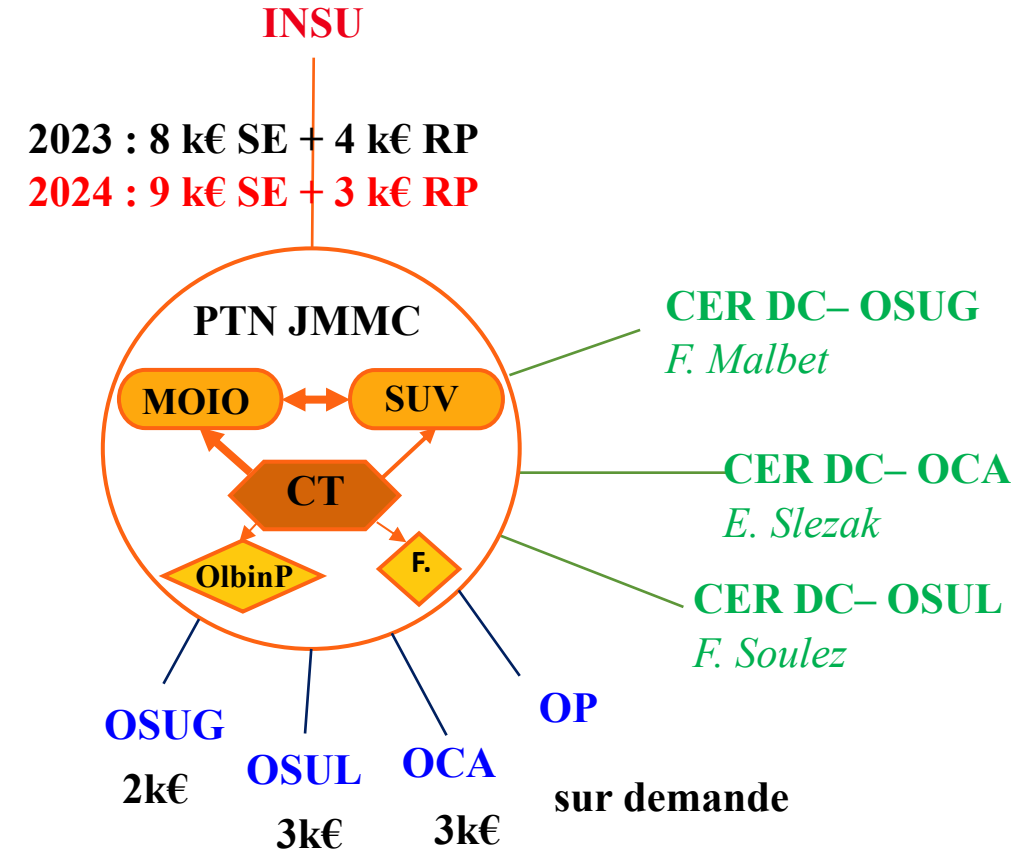 INSU
2023 : 8 k€ SE + 4 k€ RP
2024 : 9 k€ SE + 3 k€ RP
PTN JMMC
MOIO
SUV
CT
OlbinP
F.
CER DC– OSUG
F. Malbet
CER DC– OCA
E. Slezak
CER DC– OSUL
F. Soulez
OSUG
2k€
OSUL
3k€
OCA
3k€
OP
sur demande